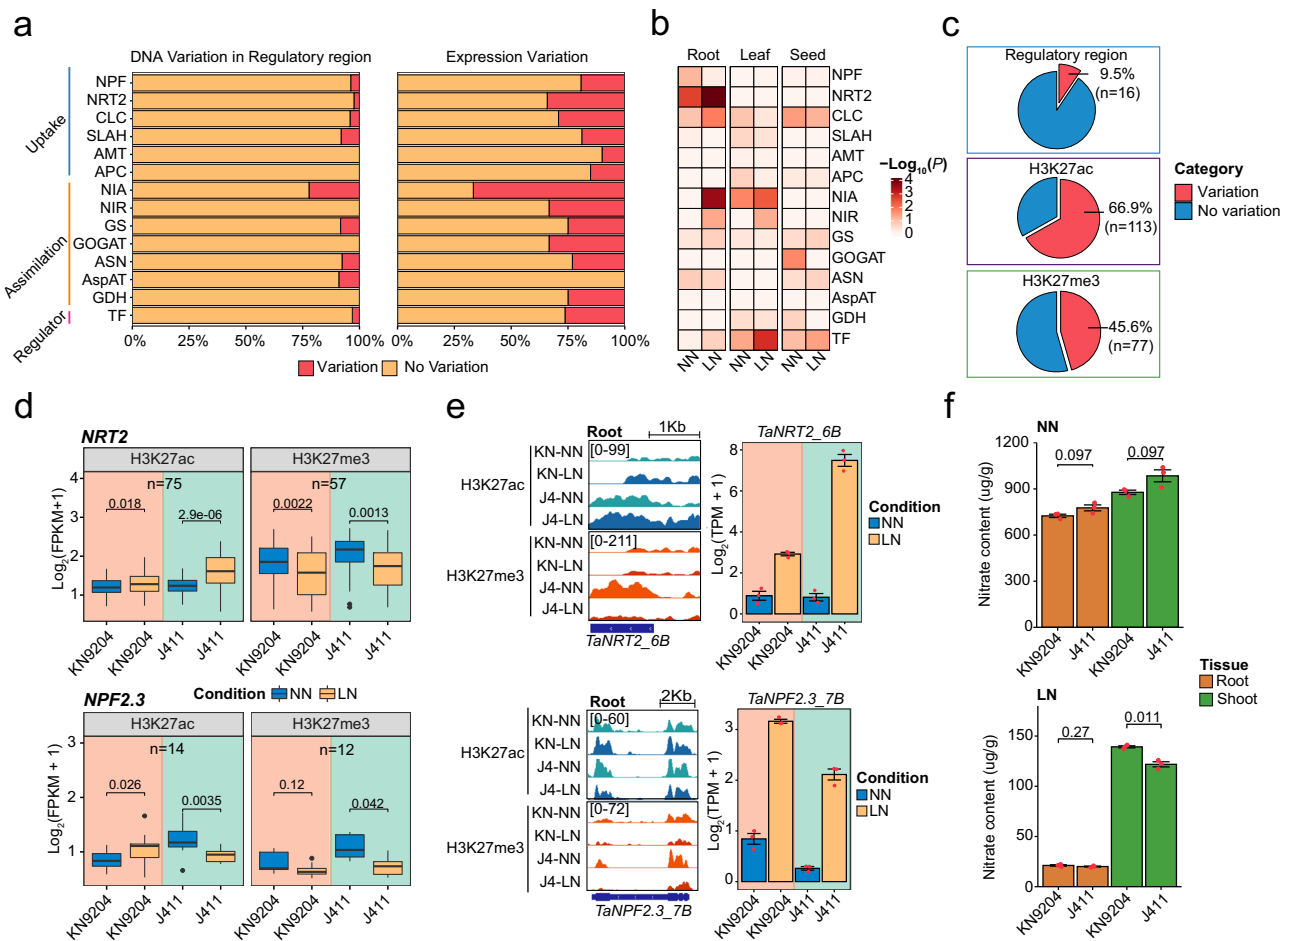 a
DNA Variation in Regulatory region
Expression Variation
Uptake
Assimilation
Regulator
NPF
NRT2
CLC
SLAH
AMT
APC
NIA
NIR
GS
GOGAT
ASN
AspAT
GDH
TF
0% 25% 50% 75% 100%
0% 25% 50% 75% 100%
Variation No Variation
b
Root Leaf Seed
NPF
NRT2
CLC
SLAH
AMT
APC
NIA
NIR
GS
GOGAT
ASN
AspAT
GDH
TF
NN LN NN LN NN LN
−Log10(P)
4
3
2
1
0
c
Regulatory region
9.5%
(n=16)
H3K27ac
66.9%
(n=113)
H3K27me3
45.6%
(n=77)
Category
Variation
No variation
d
NRT2
H3K27ac H3K27me3
n=75 n=57
0.018 2.9e-06 0.0022 0.0013
Log2(FPKM+1)
4
3
2
1
KN9204 KN9204 J411 J411 KN9204 KN9204 J411 J411
Condition NN LN
NPF2.3
H3K27ac H3K27me3
n=14 n=12
0.026 0.0035 0.12 0.042
Log2(FPKM + 1)
3
2
1
KN9204 KN9204 J411 J411 KN9204 KN9204 J411 J411
e
Root 1Kb
H3K27ac
KN-NN [0-99]
KN-LN
J4-NN
J4-LN
H3K27me3
KN-NN [0-211]
KN-LN
J4-NN
J4-LN
TaNRT2_6B
TaNRT2_6B
Log2(TPM + 1)
8
6
4
2
0
KN9204 KN9204 J411 J411
Condition
NN
LN
Root 2Kb
H3K27ac
KN-NN [0-60]
KN-LN
J4-NN
J4-LN
H3K27me3
KN-NN [0-72]
KN-LN
J4-NN
J4-LN
TaNPF2.3_7B
TaNPF2.3_7B
Log2(TPM + 1)
3
2
1
0
KN9204 KN9204 J411 J411
Condition
NN
LN
f
NN
Nitrate content (ug/g)
1200
900
600
300
0
0.097 0.097
KN9204 J411 KN9204 J411
Tissue
Root
Shoot
LN
Nitrate content (ug/g)
150
100
50
0
0.27 0.011
KN9204 J411 KN9204 J411